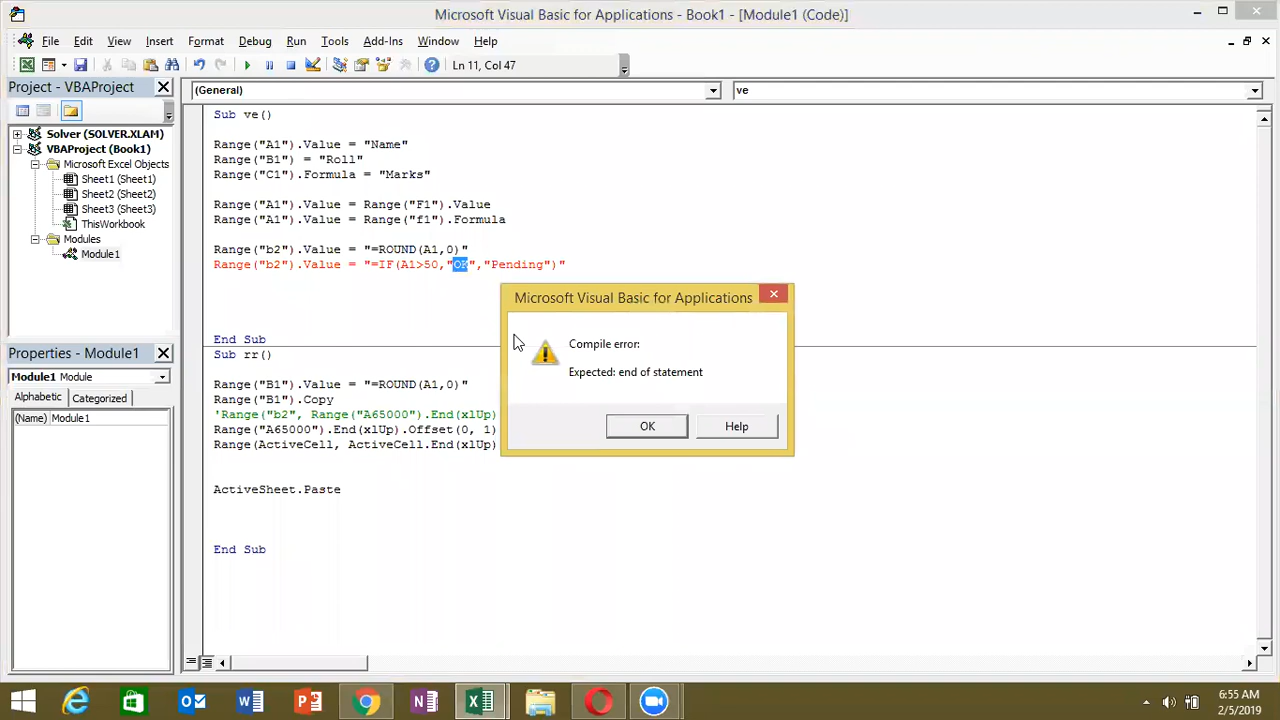 Microsoft Visual Basic for Applications - Book1 - [Module1 (Code)]
File Edit View Insert Format Debug Run Tools Add-Ins Window Help
Ln 11, Col 47
Project - VBAProject
(General)
ve
Solver (SOLVER.XLAM)
VBAProject (Book1)
Microsoft Excel Objects
Sheet1 (Sheet1)
Sheet2 (Sheet2)
Sheet3 (Sheet3)
ThisWorkbook
Modules
Module1
Properties - Module1
Module1 Module
Alphabetic Categorized
(Name) Module1
Sub ve()
Range("A1").Value = "Name"
Range("B1") = "Roll"
Range("C1").Formula = "Marks"
Range("A1").Value = Range("F1").Value
Range("A1").Value = Range("f1").Formula
Range("b2").Value = "=ROUND(A1,0)"
Range("b2").Value = "=IF(A1>50,"OK","Pending")"
End Sub
Sub rr()
Range("B1").Value = "=ROUND(A1,0)"
Range("B1").Copy
'Range("b2", Range("A65000").End(xlUp)
Range("A65000").End(xlUp).Offset(0, 1)
Range(ActiveCell, ActiveCell.End(xlUp)
ActiveSheet.Paste
End Sub
Microsoft Visual Basic for Applications
Compile error:
Expected: end of statement
OK
Help
6:55 AM
2/5/2019